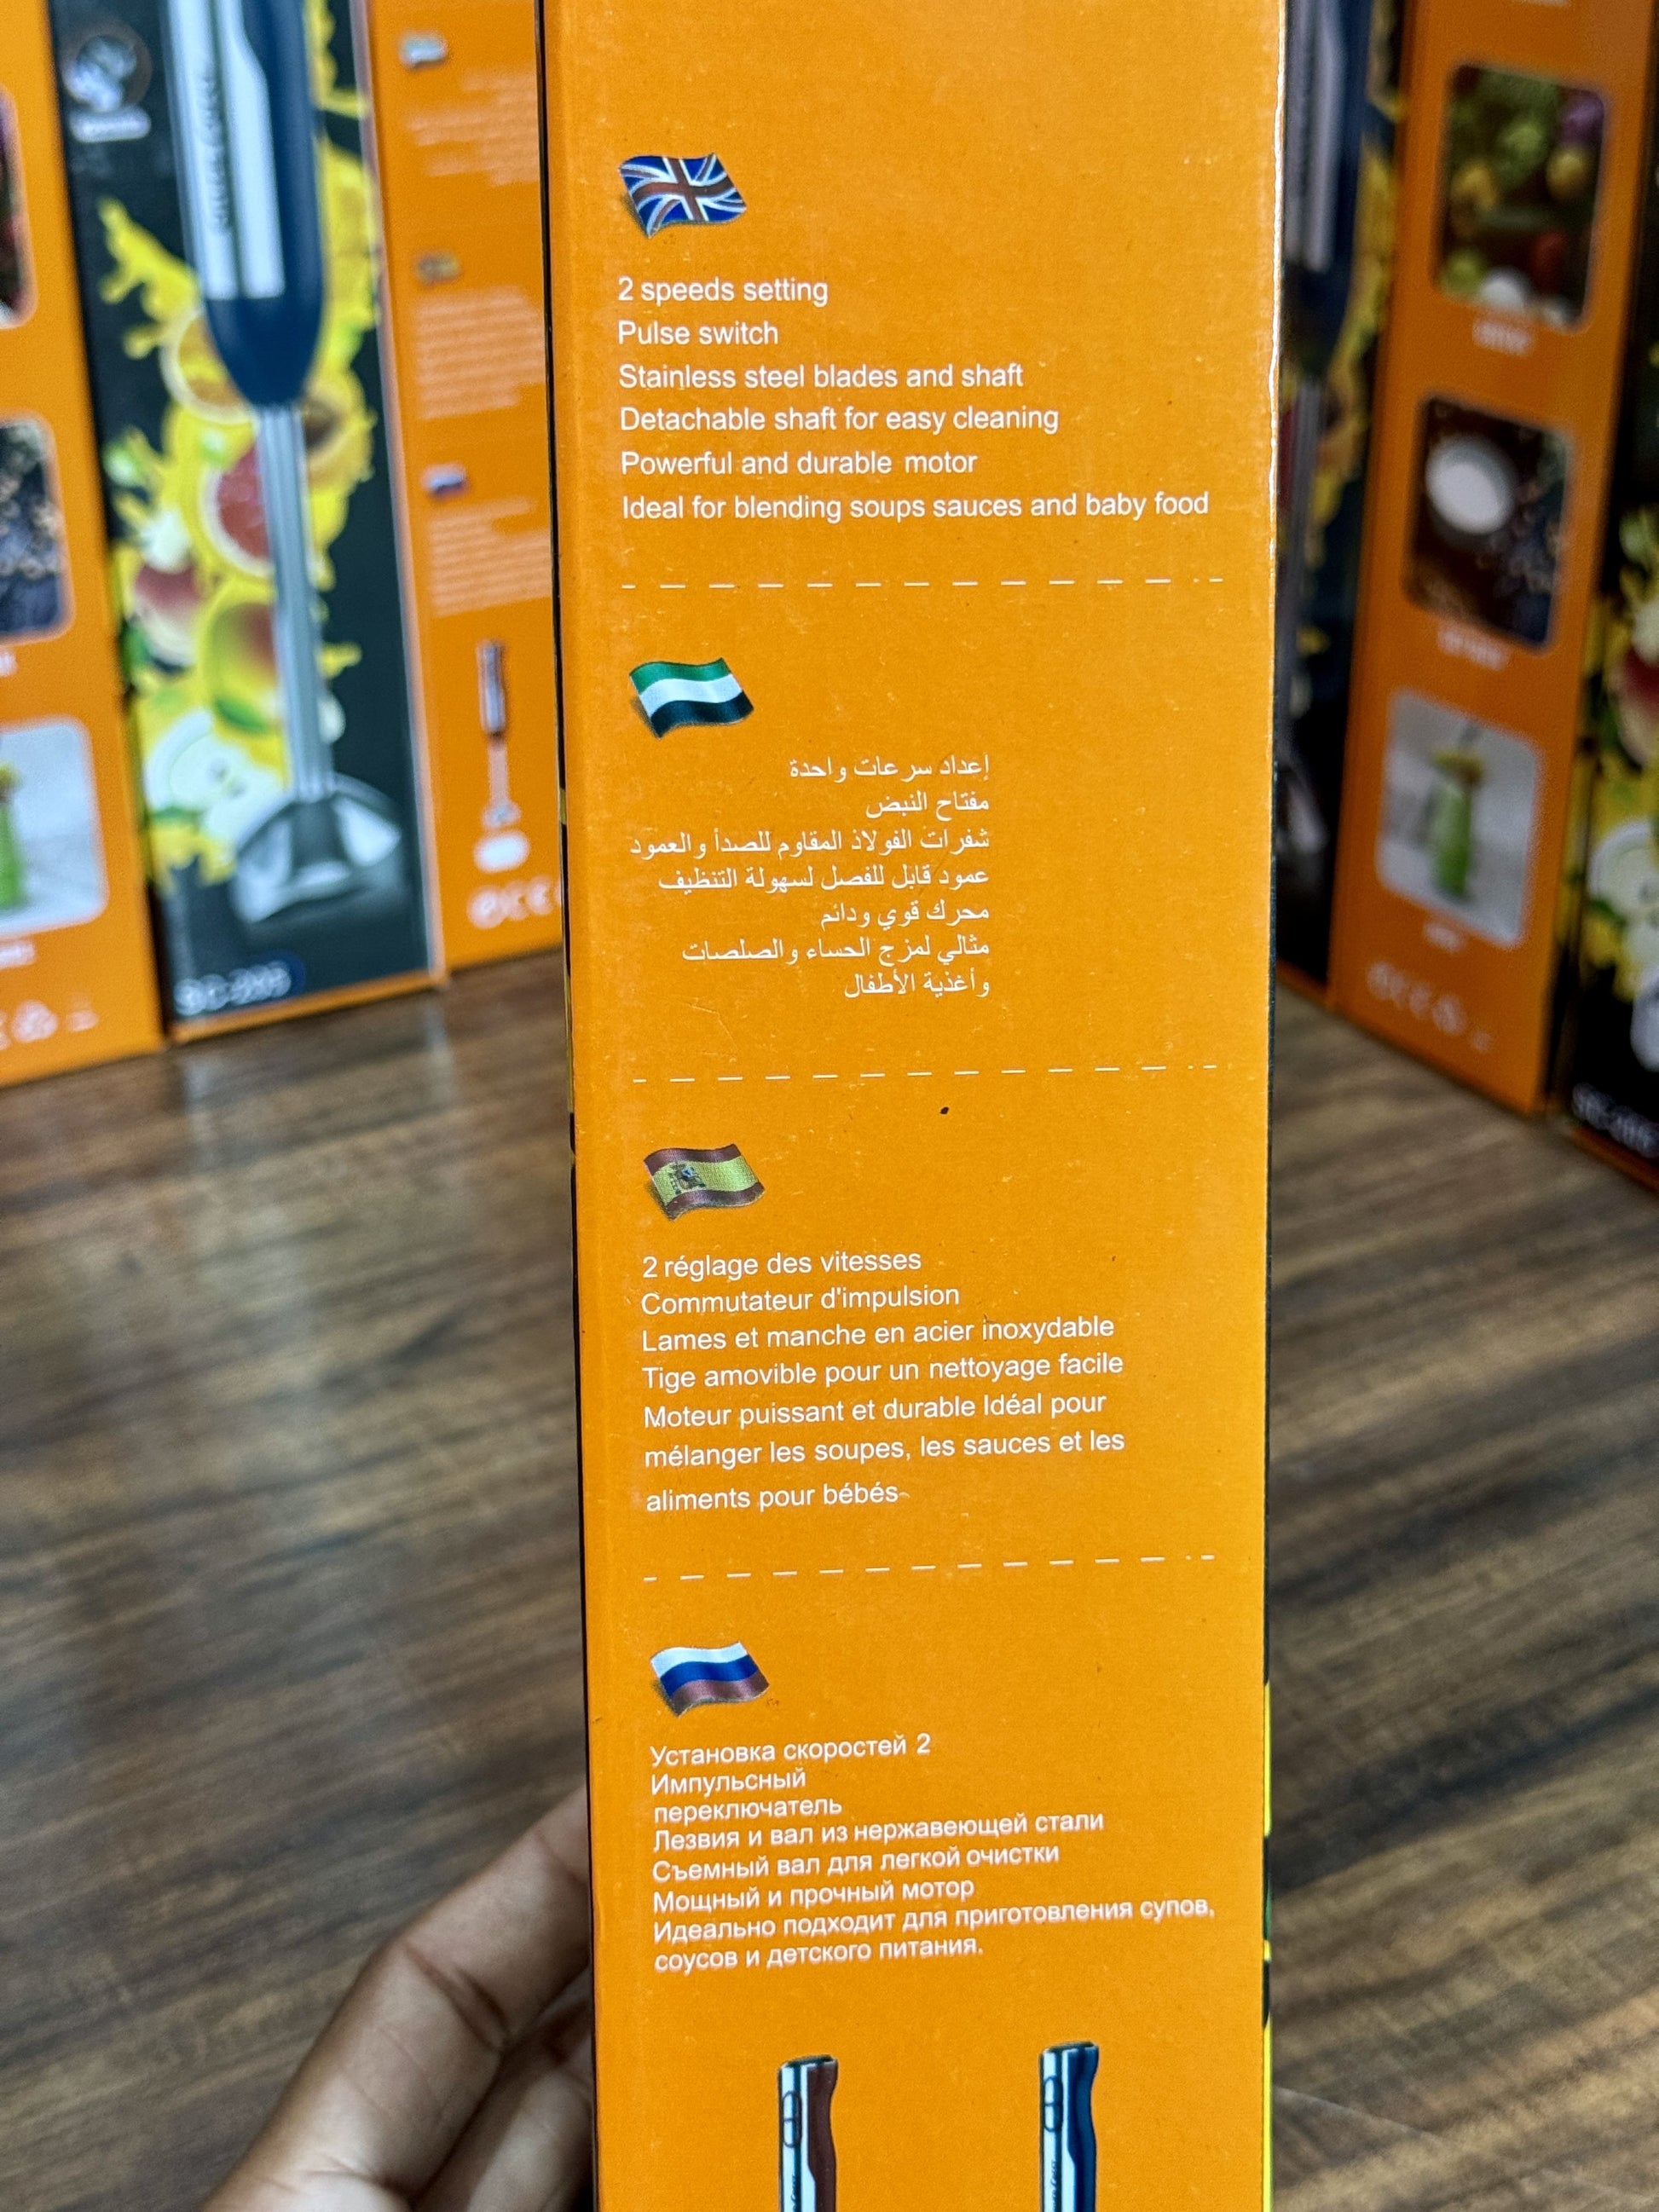 2 speeds setting
Pulse switch
Stainless steel blades and shaft
Detachable shaft for easy cleaning
Powerful and durable motor
Ideal for blending soups sauces and baby food
إعداد سرعات واحدة
مفتاح النبض
شفرات الفولاذ المقاوم للصدأ والعمود
عمود قابل للفصل لسهولة التنظيف
محرك قوي ودائم
مثالي لمزج الحساء والصلصات
وأغذية الأطفال
2 réglage des vitesses
Commutateur d'impulsion
Lames et manche en acier inoxydable
Tige amovible pour un nettoyage facile
Moteur puissant et durable Idéal pour
mélanger les soupes, les sauces et les
aliments pour bébés
Установка скоростей 2
Импульсный
переключатель
Лезвия и вал из нержавеющей стали
Съемный вал для легкой очистки
Мощный и прочный мотор
Идеально подходит для приготовления супов,
соусов и детского питания.